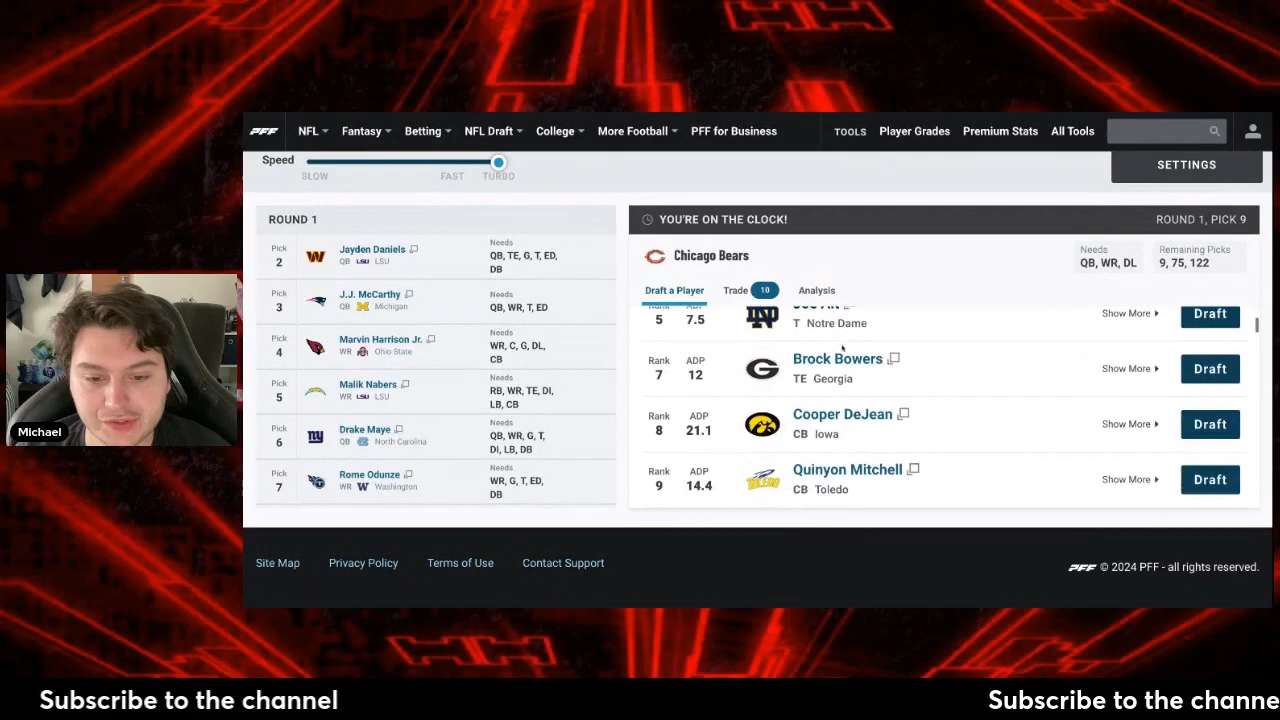 PFF NFL Fantasy Betting NFL Draft College More Football PFF for Business TOOLS Player Grades Premium Stats All Tools
Speed
SLOW FAST TURBO
SETTINGS
ROUND 1
Pick 2
Jayden Daniels
QB LSU LSU
Needs
QB, TE, G, T, ED,
DB
Pick 3
J.J. McCarthy
QB Michigan
Needs
QB, WR, T, ED
Pick 4
Marvin Harrison Jr.
WR Ohio State
Needs
WR, C, G, DL,
CB
Pick 5
Malik Nabers
WR LSU LSU
Needs
RB, WR, TE, DI,
LB, CB
Pick 6
Drake Maye
QB North Carolina
Needs
QB, WR, G, T,
DI, LB, DB
Pick 7
Rome Odunze
WR W Washington
Needs
WR, G, T, ED,
DB
YOU'RE ON THE CLOCK! ROUND 1, PICK 9
Chicago Bears
Needs
QB, WR, DL
Remaining Picks
9, 75, 122
Draft a Player Trade 10 Analysis
5 7.5
T Notre Dame
Show More Draft
Rank ADP
7 12
Brock Bowers
TE Georgia
Show More Draft
Rank ADP
8 21.1
Cooper DeJean
CB Iowa
Show More Draft
Rank ADP
9 14.4
TOLEDO
Quinyon Mitchell
CB Toledo
Show More Draft
Michael
Site Map Privacy Policy Terms of Use Contact Support
PFF © 2024 PFF - all rights reserved.
Subscribe to the channel Subscribe to the channe